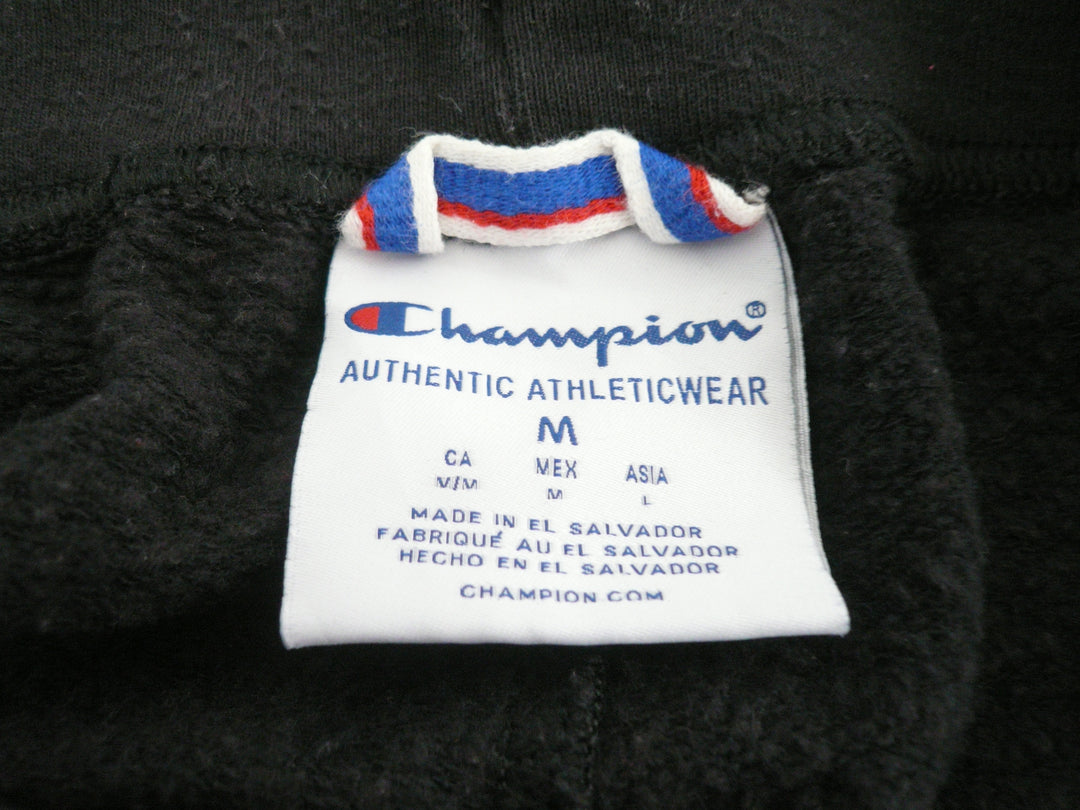 Champion®
AUTHENTIC ATHLETICWEAR
M
CA MEX ASIA
M/M M L
MADE IN EL SALVADOR
FABRIQUÉ AU EL SALVADOR
HECHO EN EL SALVADOR
CHAMPION.COM